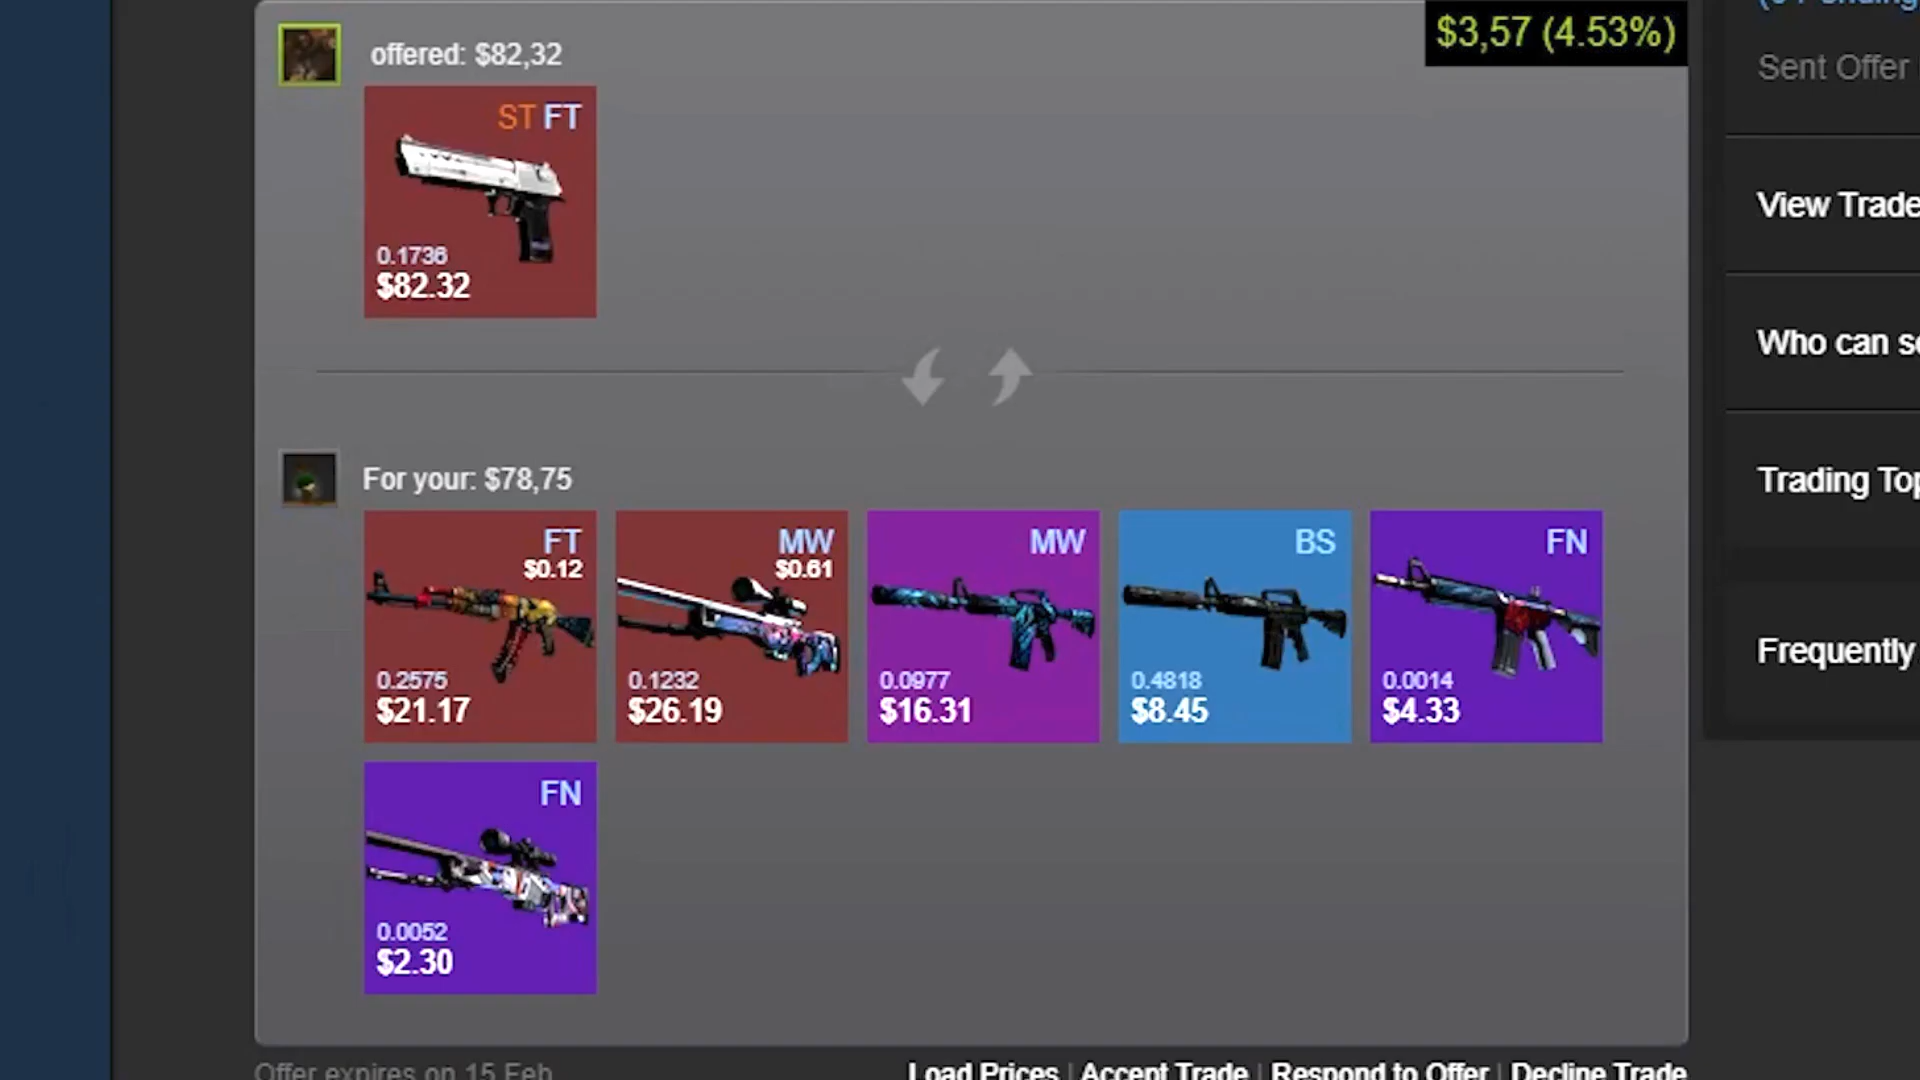 $3,57 (4.53%)
offered: $82,32
Sent Offer
ST FT
0.1736
$82.32
View Trade
Who can
For your: $78,75
Trading
FT
$0.12
0.2575
$21.17
MW
$0.61
0.1232
$26.19
MW
0.0977
$16.31
BS
0.4818
$8.45
FN
0.0014
$4.33
Frequently
FN
0.0052
$2.30
Offer expires on 15 Feb
Load Prices | Accept Trade | Respond to Offer | Decline Trade